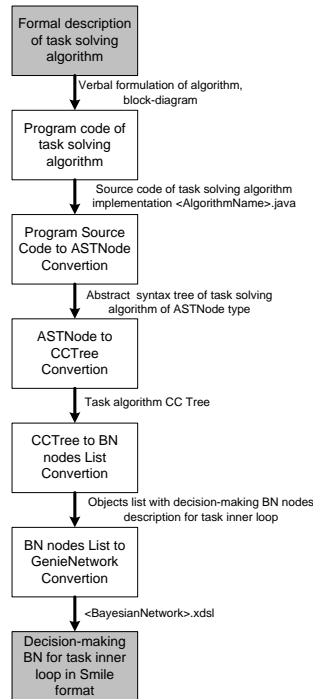 Formal description
of task solving
algorithm
Verbal formulation of algorithm,
block-diagram
Program code of
task solving
algorithm
Source code of task solving algorithm
implementation <AlgorithmName>.java
Program Source
Code to ASTNode
Convertion
Abstract syntax tree of task solving
algorithm of ASTNode type
ASTNode to
CCTree
Convertion
Task algorithm CC Tree
CCTree to BN
nodes List
Convertion
Objects list with decision-making BN nodes
description for task inner loop
BN nodes List to
GenieNetwork
Convertion
<BayesianNetwork>.xdsl
Decision-making
BN for task inner
loop in Smile
format